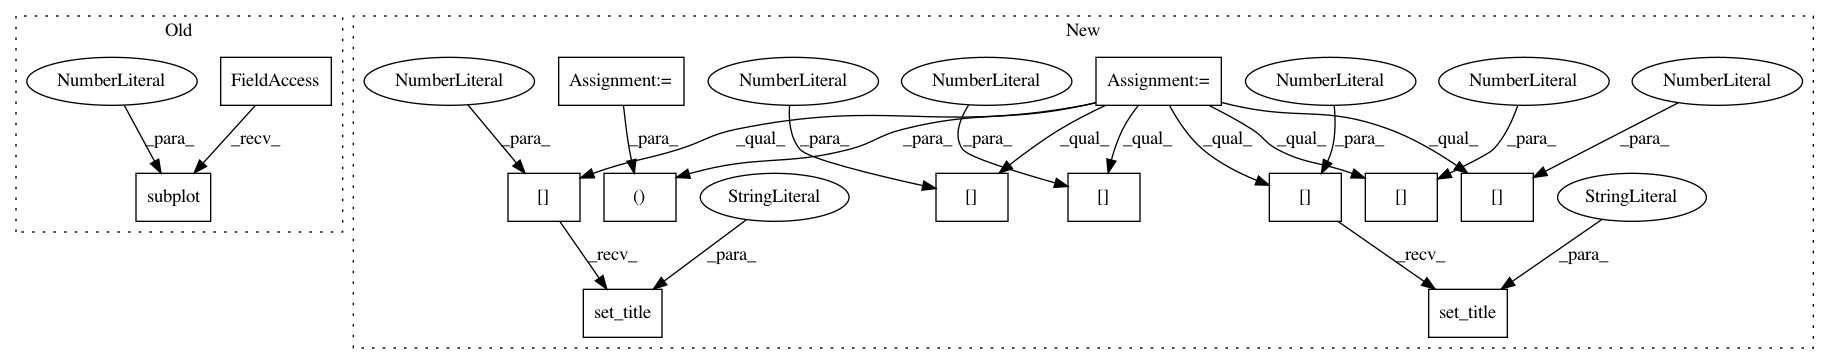 Old
New
NumberLiteral
FieldAccess
NumberLiteral
Assignment:=
NumberLiteral
NumberLiteral
Assignment:=
NumberLiteral
NumberLiteral
NumberLiteral
_para_
_recv_
_para_
_para_
_qual_
_para_
_para_
_para_
_qual_
_qual_
_qual_
_para_
_qual_
_para_
_qual_
_para_
subplot
[]
()
StringLiteral
[]
[]
[]
[]
[]
StringLiteral
_recv_
_para_
_recv_
_para_
set_title
set_title